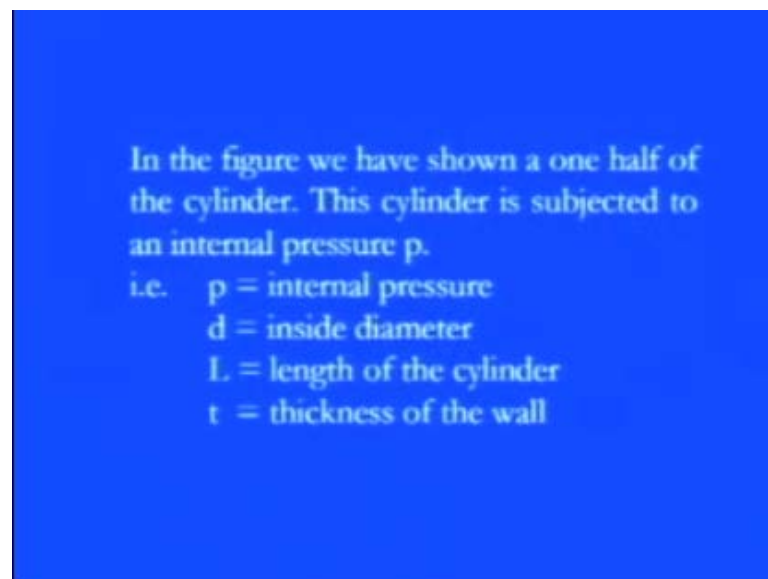 In the figure we have shown a one half of
the cylinder. This cylinder is subjected to
an internal pressure p.
i.e. p = internal pressure
d = inside diameter
L = length of the cylinder
t = thickness of the wall